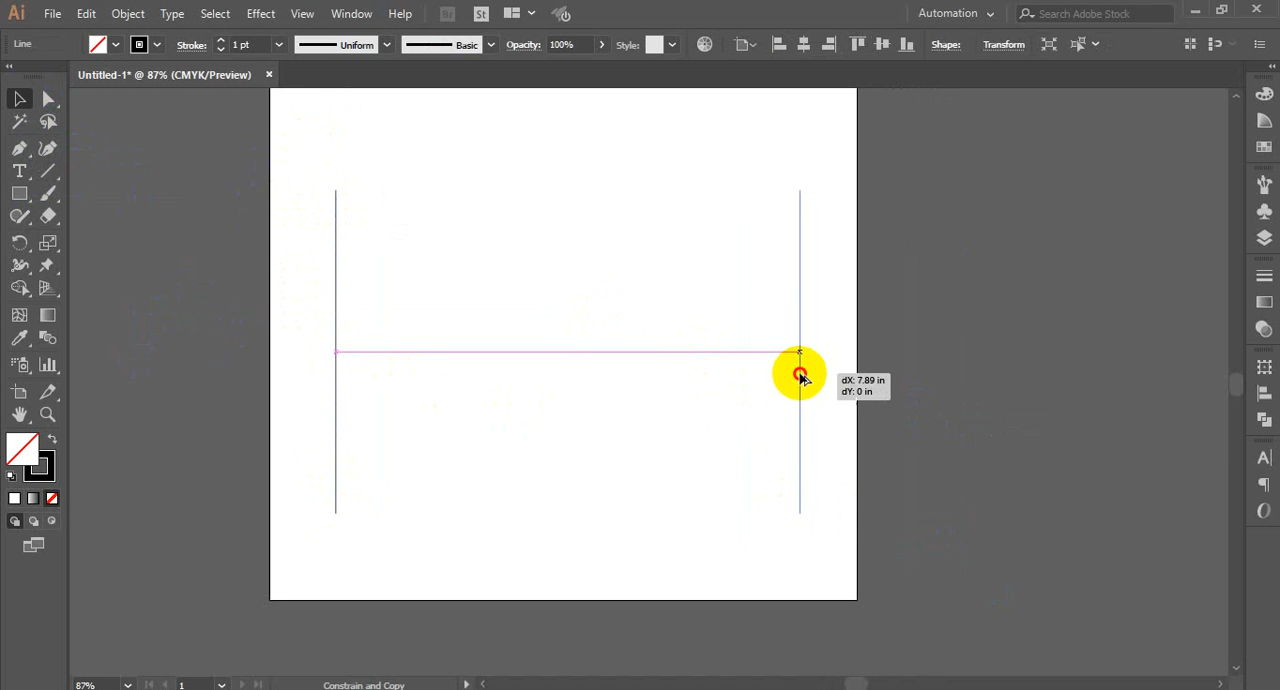 Ai File Edit Object Type Select Effect View Window Help Br St Automation Search Adobe Stock
Line Stroke: 1 pt Uniform Basic Opacity: 100% Style: Shape: Transform
Untitled-1* @ 87% (CMYK/Preview)
dX: 7.89 in
dY: 0 in
87% 1 Constrain and Copy